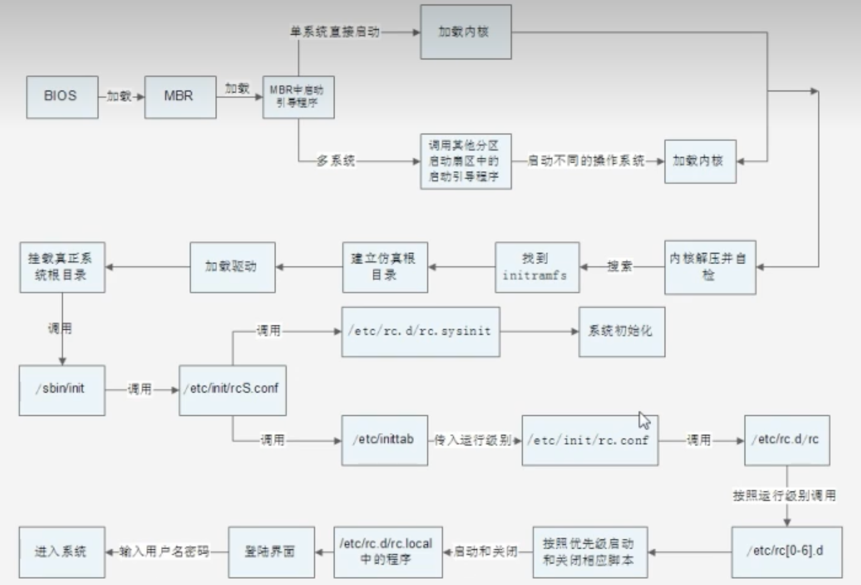 单系统直接启动
加载内核
BIOS
加载
MBR
加载
MBR中启动
引导程序
多系统
调用其他分区
启动扇区中的
启动引导程序
启动不同的操作系统
加载内核
挂载真正系
统根目录
加载驱动
建立仿真根
目录
找到
initramfs
搜索
内核解压并自
检
调用
调用
/etc/rc.d/rc.sysinit
系统初始化
/sbin/init
调用
/etc/init/rcS.conf
调用
/etc/inittab
传入运行级别
/etc/init/rc.conf
调用
/etc/rc.d/rc
按照运行级别调用
进入系统
输入用户名密码
登陆界面
/etc/rc.d/rc.local
中的程序
启动和关闭
按照优先级启动
和关闭相应脚本
/etc/rc[0-6].d